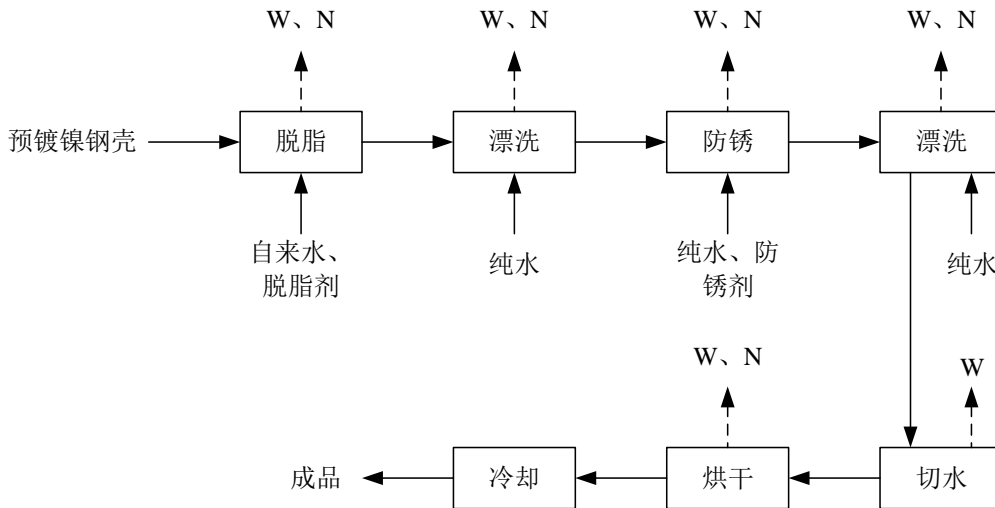 W、N
W、N
W、N
W、N
预镀镍钢壳
脱脂
漂洗
防锈
漂洗
自来水、
脱脂剂
纯水
纯水、防
锈剂
纯水
W、N
W
成品
冷却
烘干
切水